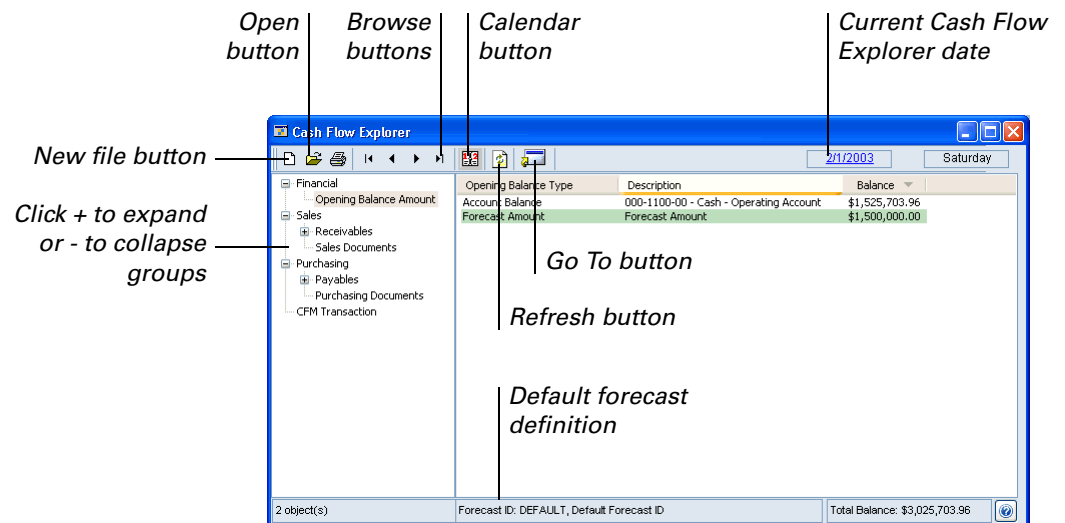 Open
button
Browse
buttons
Calendar
button
Current Cash Flow
Explorer date
New file button
Click + to expand
or - to collapse
groups
Cash Flow Explorer
2/1/2003
Saturday
Financial
Opening Balance Amount
Sales
Receivables
Sales Documents
Purchasing
Payables
Purchasing Documents
CFM Transaction
Opening Balance Type Description Balance
Account Balance 000-1100-00 - Cash - Operating Account $1,525,703.96
Forecast Amount Forecast Amount $1,500,000.00
Go To button
Refresh button
Default forecast
definition
2 object(s)
Forecast ID: DEFAULT, Default Forecast ID
Total Balance: $3,025,703.96